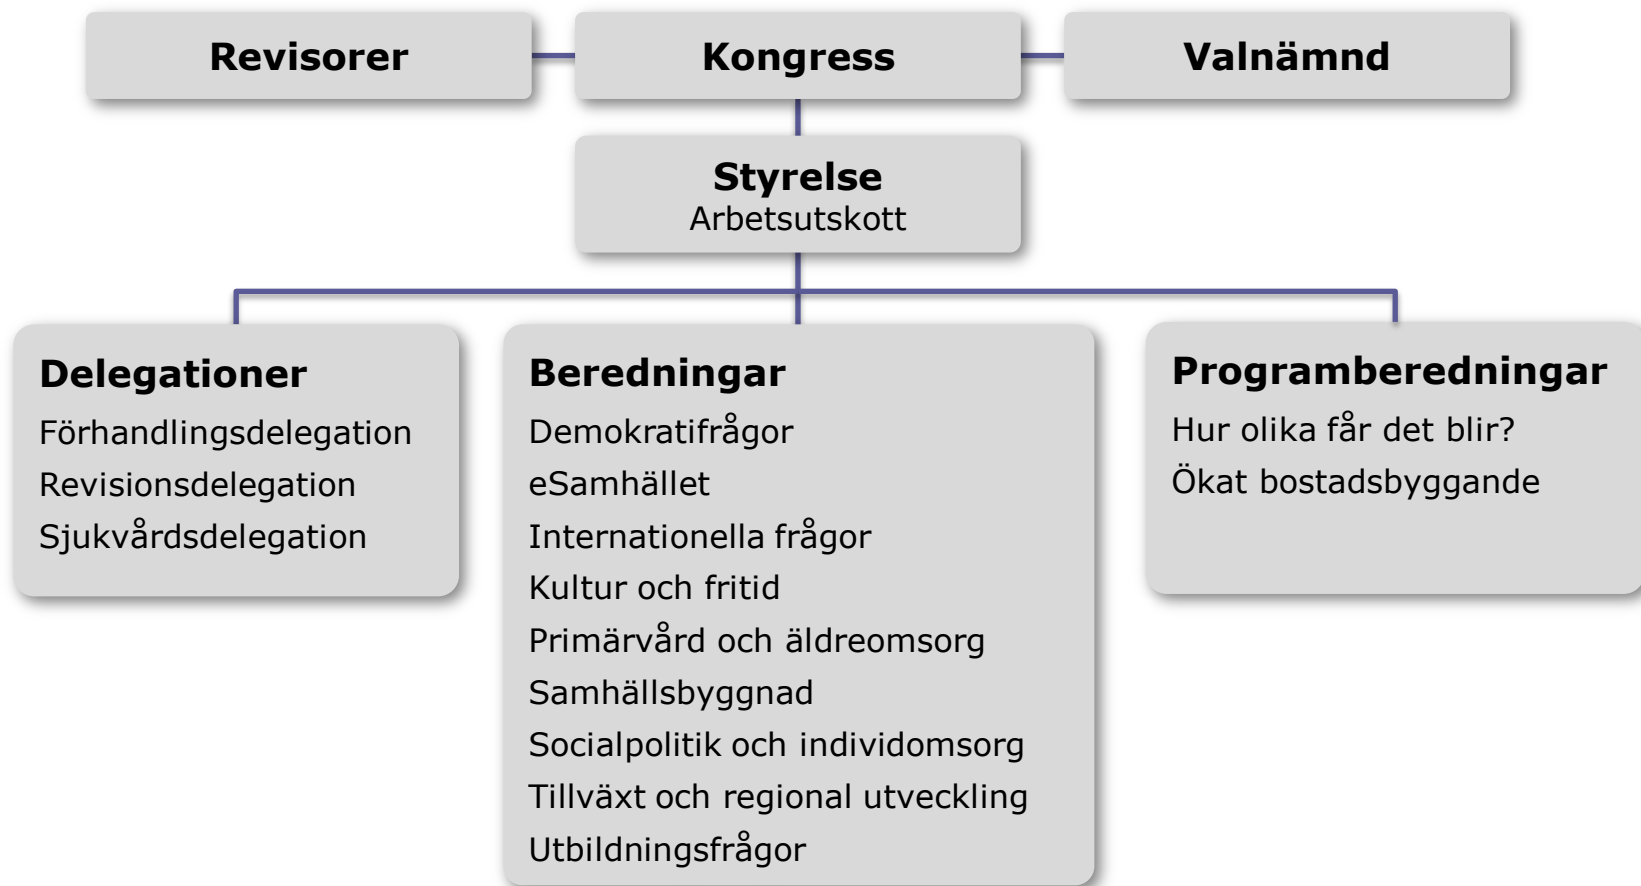 Revisorer
Kongress
Valnämnd
Styrelse
Arbetsutskott
Delegationer
Förhandlingsdelegation
Revisionsdelegation
Sjukvårdsdelegation
Beredningar
Demokratifrågor
eSamhället
Internationella frågor
Kultur och fritid
Primärvård och äldreomsorg
Samhällsbyggnad
Socialpolitik och individomsorg
Tillväxt och regional utveckling
Utbildningsfrågor
Programberedningar
Hur olika får det blir?
Ökat bostadsbyggande